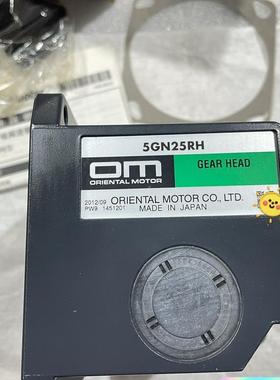 5GN25RH
OM
ORIENTAL MOTOR
GEAR HEAD
2012/09 ORIENTAL MOTOR CO., LTD.
PW9 1451201 MADE IN JAPAN